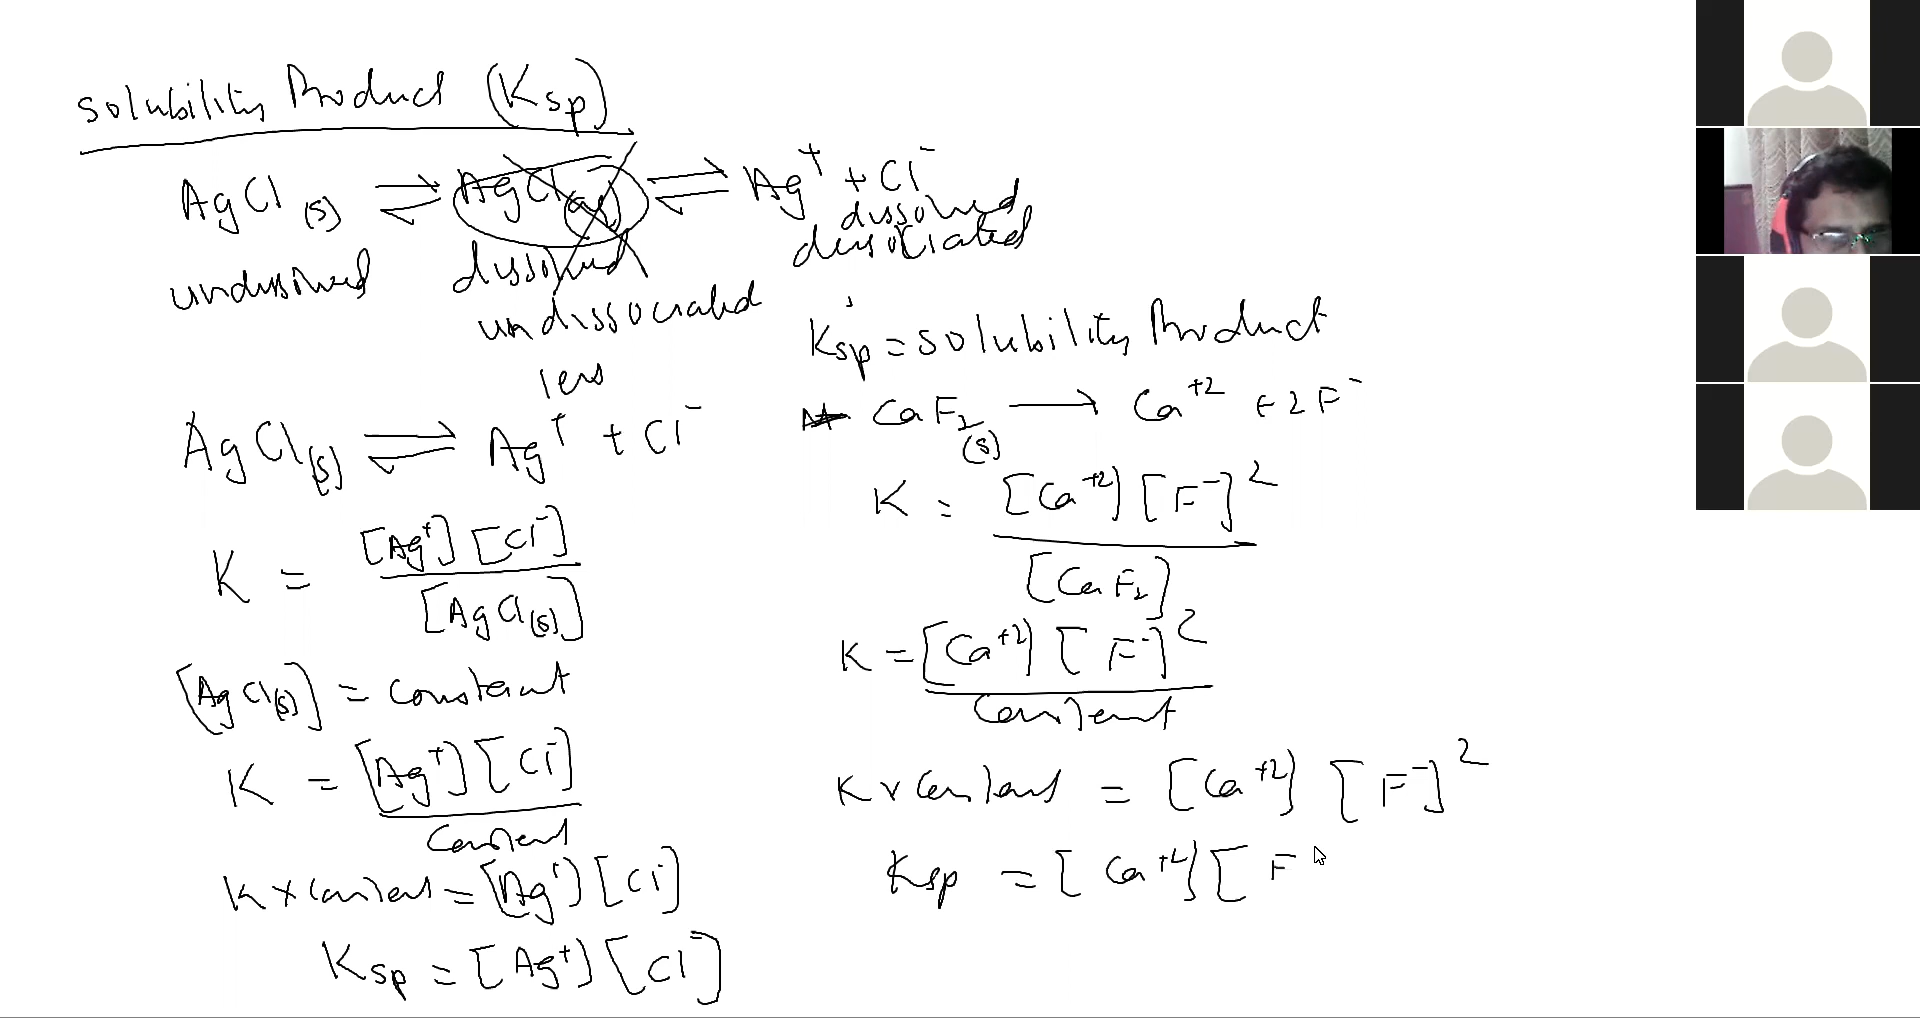 solubility Product (Ksp)
AgCl (s) ⇌ AgCl(aq) ⇌ Ag⁺ + Cl⁻
undissolved dissolved dissolved
undissociated dissociated
less
AgCl(s) ⇌ Ag⁺ + Cl⁻
K = [Ag⁺] [Cl⁻] / [AgCl(s)]
[AgCl(s)] = constant
K = [Ag⁺] [Cl⁻] / Constant
K × Constant = [Ag⁺] [Cl⁻]
Ksp = [Ag⁺] [Cl⁻]
Ksp = solubility Product
CaF₂(s) → Ca⁺² + 2F⁻
K = [Ca⁺²] [F⁻]² / [CaF₂]
K = [Ca⁺²] [F⁻]² / Constant
K × Constant = [Ca⁺²] [F⁻]²
Ksp = [Ca⁺²] [F